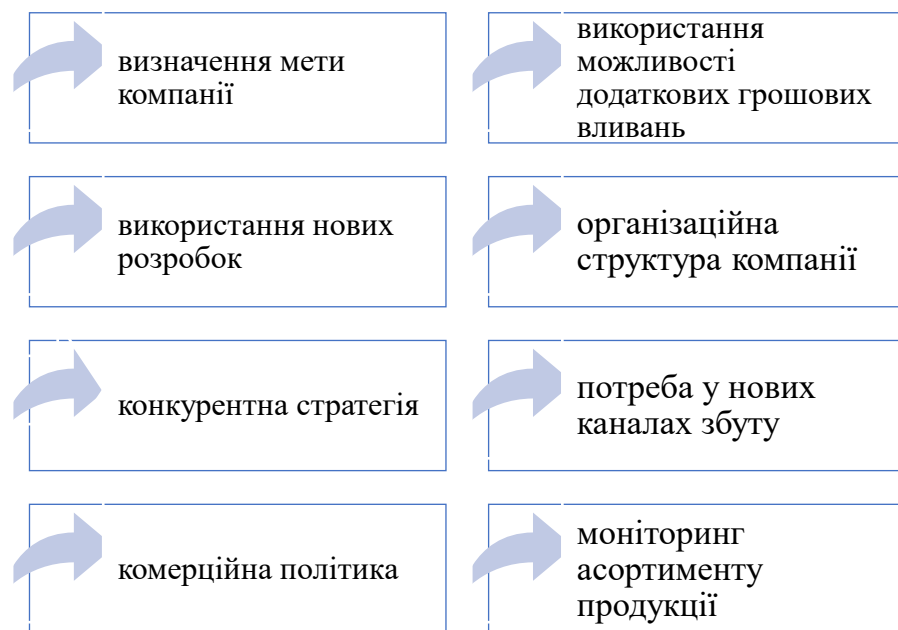 визначення мети
компанії
використання
можливості
додаткових грошових
вливань
використання нових
розробок
організаційна
структура компанії
конкурентна стратегія
потреба у нових
каналах збуту
комерційна політика
моніторинг
асортименту
продукції